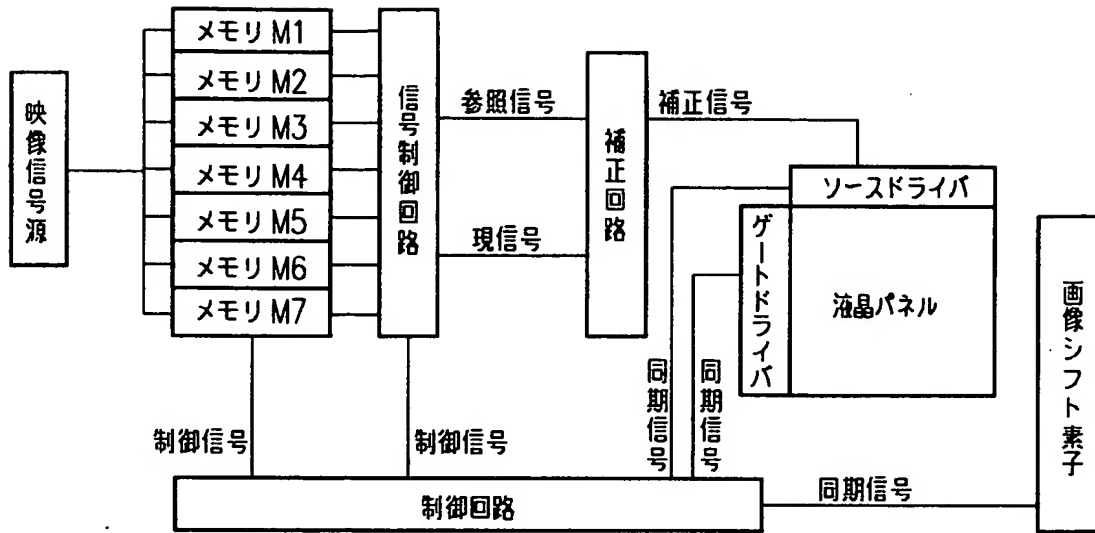 映像信号源
メモリ M1
メモリ M2
メモリ M3
メモリ M4
メモリ M5
メモリ M6
メモリ M7
信号制御回路
参照信号
現信号
補正回路
補正信号
ソースドライバ
ゲートドライバ
液晶パネル
画像シフト素子
制御信号
制御信号
同期信号
同期信号
制御回路
同期信号